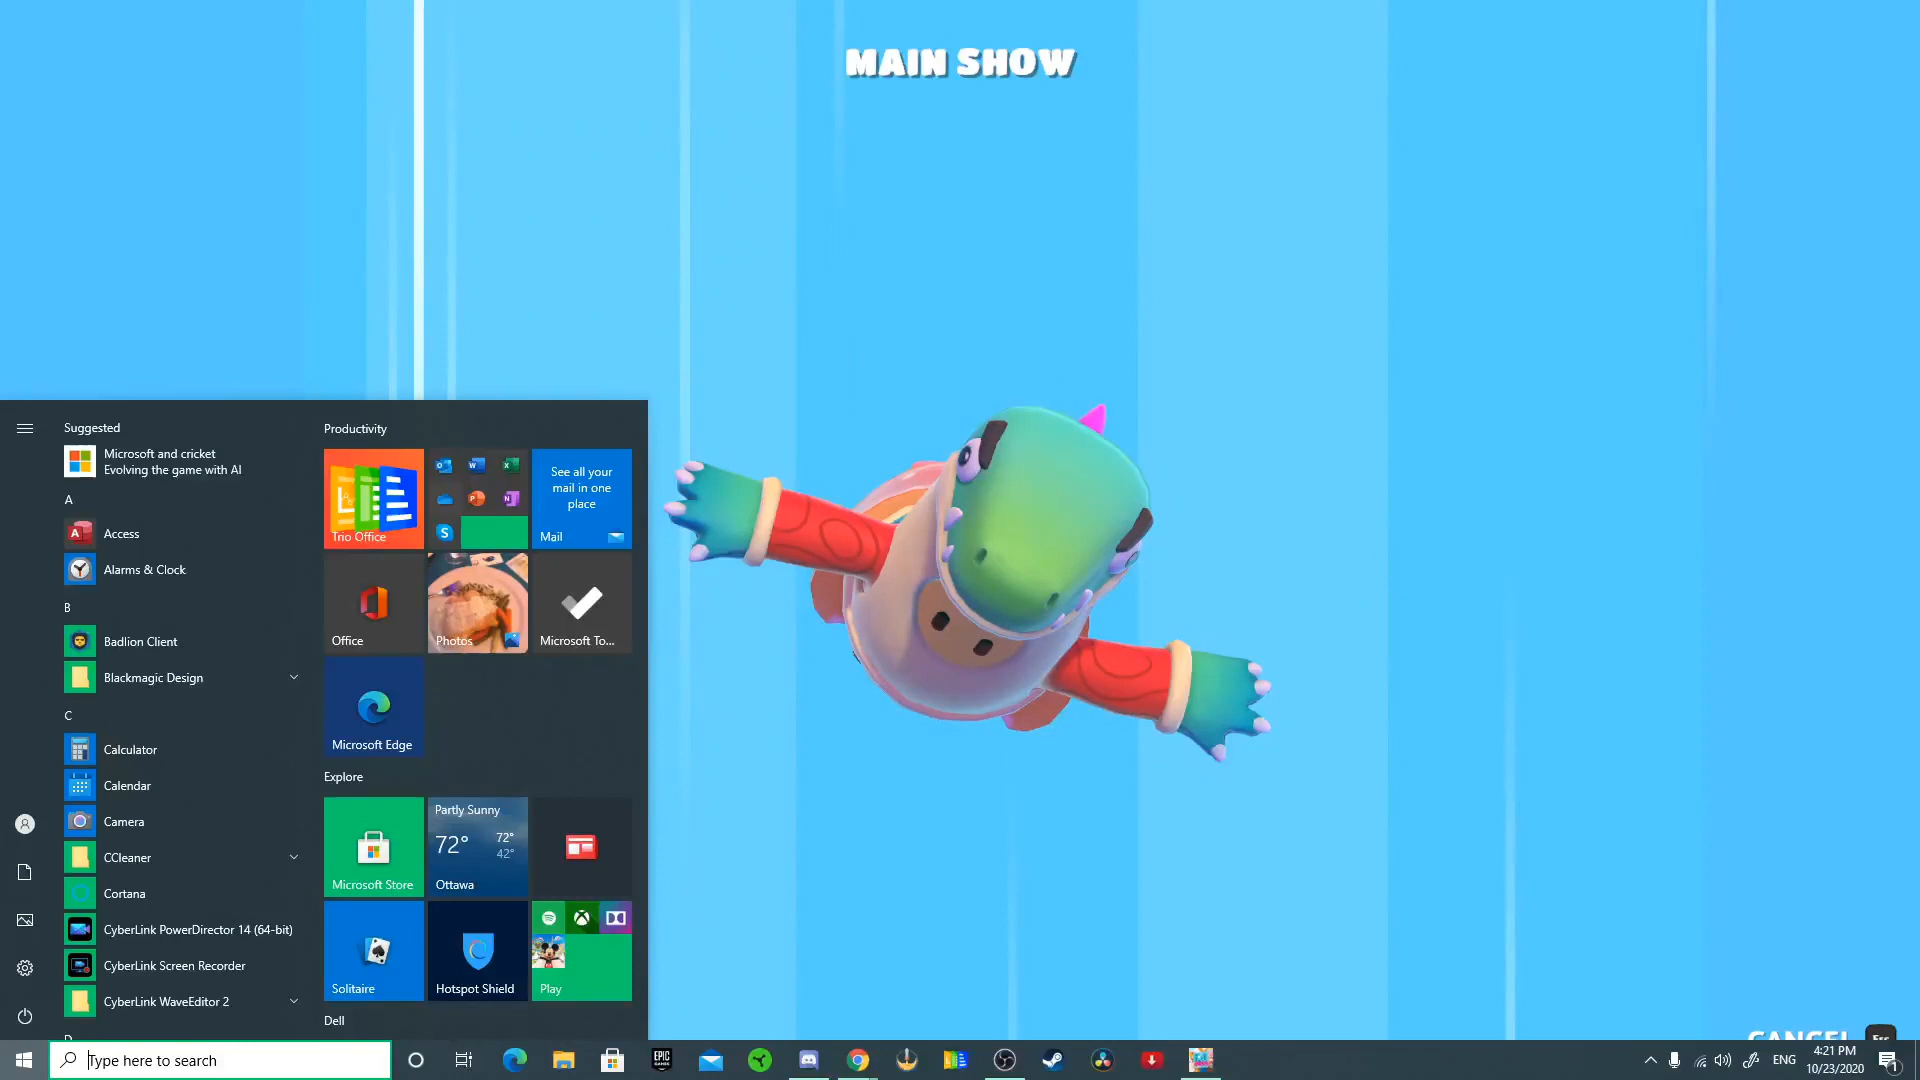 MAIN SHOW
Suggested
Microsoft and cricket
Evolving the game with AI
A
Access
Alarms & Clock
B
Badlion Client
Blackmagic Design
C
Calculator
Calendar
Camera
CCleaner
Cortana
CyberLink PowerDirector 14 (64-bit)
CyberLink Screen Recorder
CyberLink WaveEditor 2
Productivity
Trio Office
See all your
mail in one
place
Mail
Office
Photos
Microsoft To...
Microsoft Edge
Explore
Microsoft Store
Partly Sunny
72°
72°
42°
Ottawa
Solitaire
Hotspot Shield
Play
Dell
CANCEL
Type here to search
EPIC
GAMES
ENG
4:21 PM
10/23/2020
1